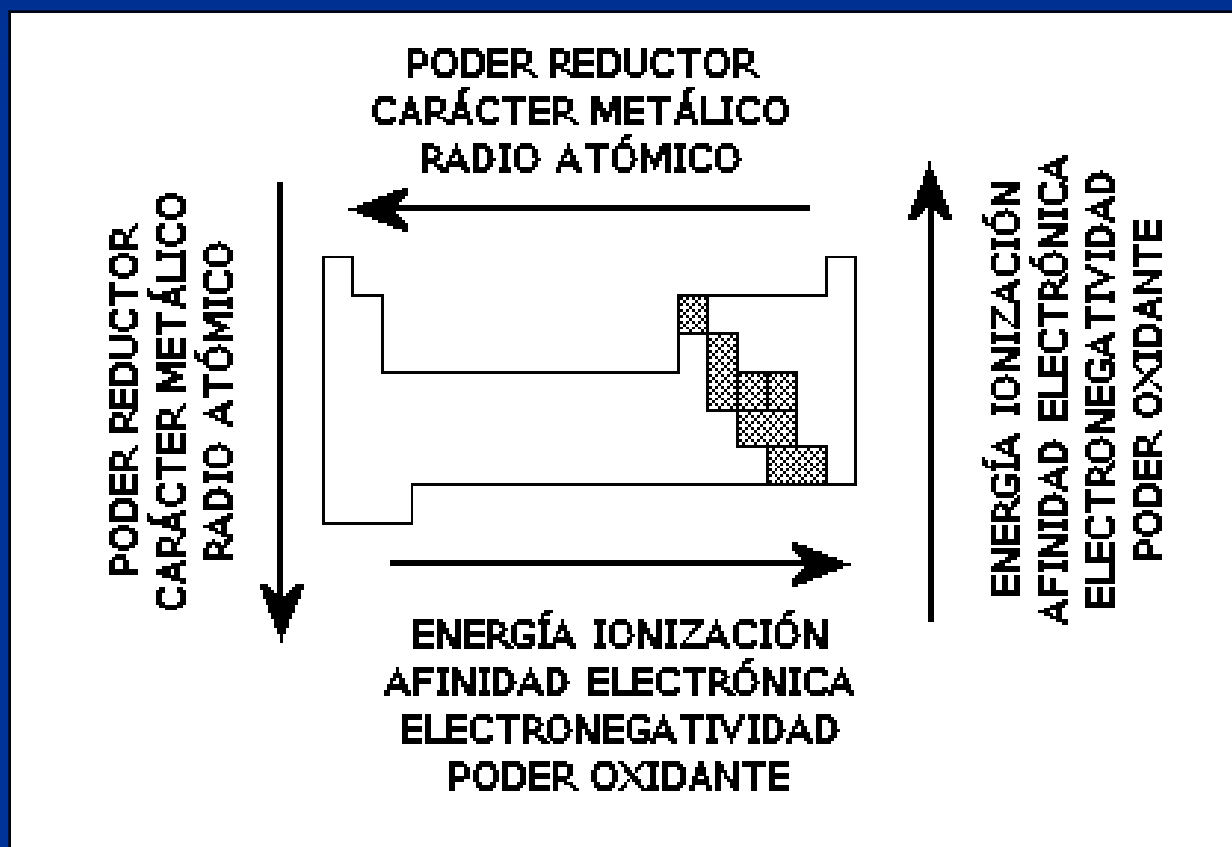 PODER REDUCTOR
CARÁCTER METÁLICO
RADIO ATÓMICO
PODER REDUCTOR
CARÁCTER METÁLICO
RADIO ATÓMICO
ENERGÍA IONIZACIÓN
AFINIDAD ELECTRÓNICA
ELECTRONEGATIVIDAD
PODER OXIDANTE
ENERGÍA IONIZACIÓN
AFINIDAD ELECTRÓNICA
ELECTRONEGATIVIDAD
PODER OXIDANTE